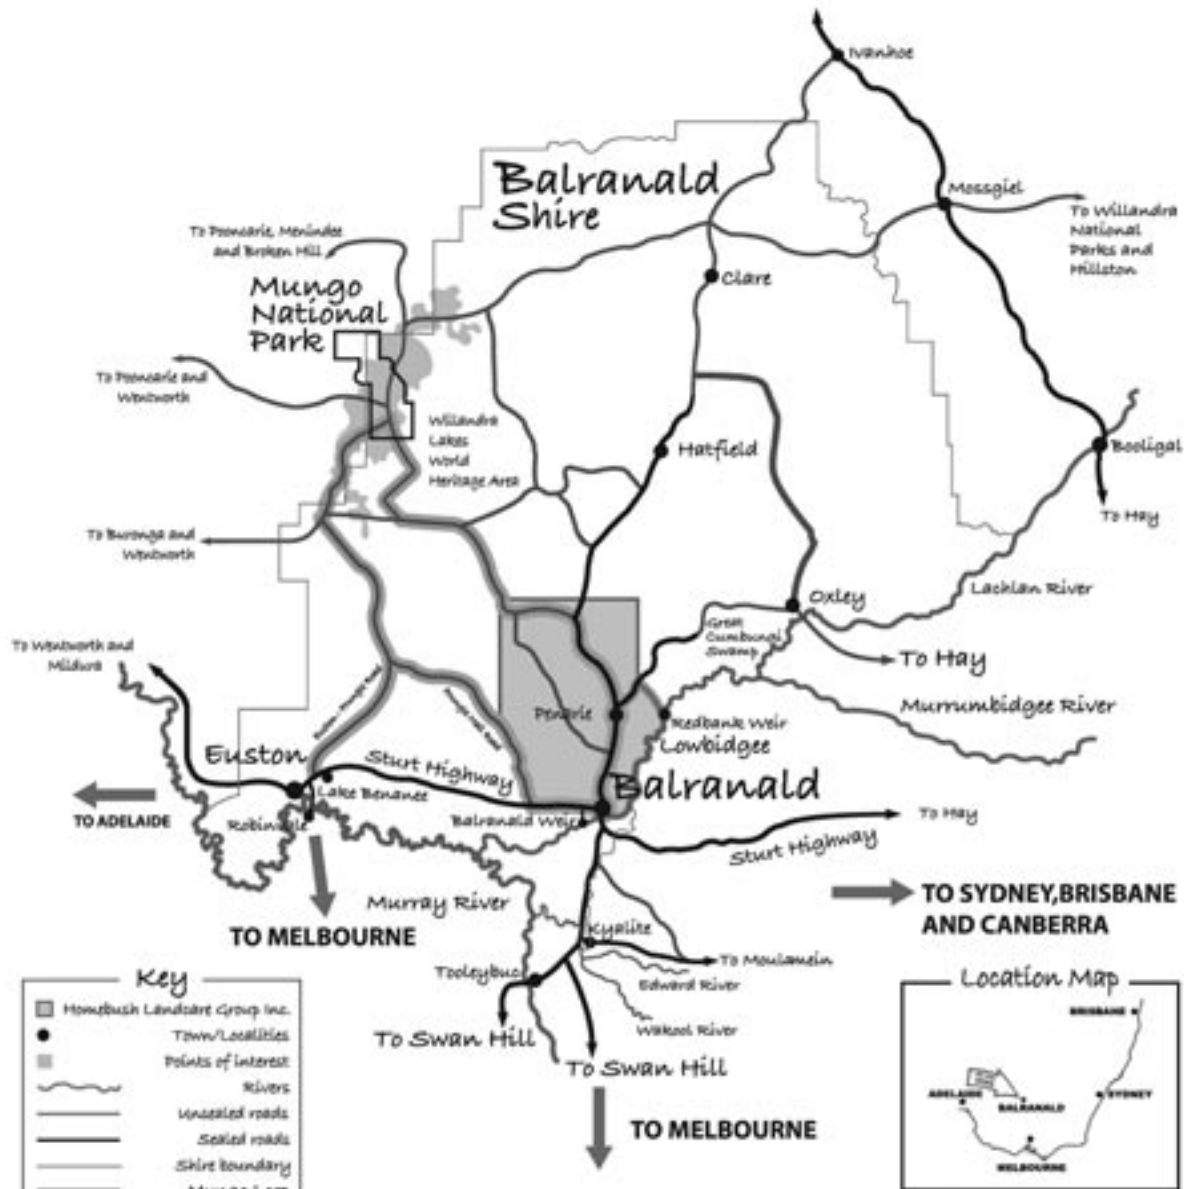 Ivanhoe
Balranald
Shire
Mossgiel
To Willandra
National
Parks and
Hillston
To Pooncarie, Menindee
and Broken Hill
Clare
Mungo
National
Park
To Pooncarie and
Wentworth
Willandra
Lakes
World
Heritage Area
Hatfield
Booligal
To Hay
To Buronga and
Wentworth
Lachlan River
Oxley
Great
Cumbungi
Swamp
To Hay
To Wentworth and
Mildura
Murrumbidgee River
Penarie
Redbank Weir
Lowbidgee
Euston
Sturt Highway
Lake Benanee
Balranald
TO ADELAIDE
Robinvale
Balranald Weir
To Hay
Sturt Highway
TO SYDNEY,BRISBANE
AND CANBERRA
Murray River
TO MELBOURNE
Kyalite
To Moulamein
Tooleybuc
Edward River
Wakool River
To Swan Hill
To Swan Hill
TO MELBOURNE
Key
Homebush Landcare Group Inc.
Town/Localities
Points of interest
Rivers
Unsealed roads
Sealed roads
Shire boundary
Location Map
BRISBANE
ADELAIDE
BALRANALD
SYDNEY
MELBOURNE